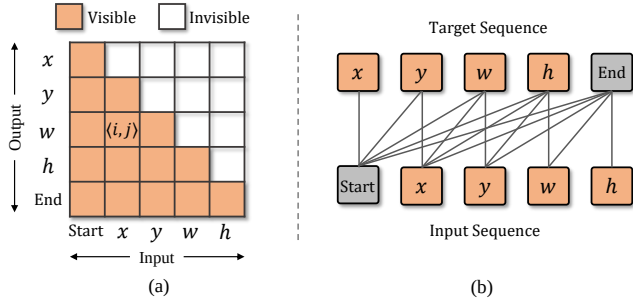 Visible Invisible
x
y
w
h
End
Output
⟨i, j⟩
Start x y w h
Input
(a)
Target Sequence
x y w h End
Start x y w h
Input Sequence
(b)